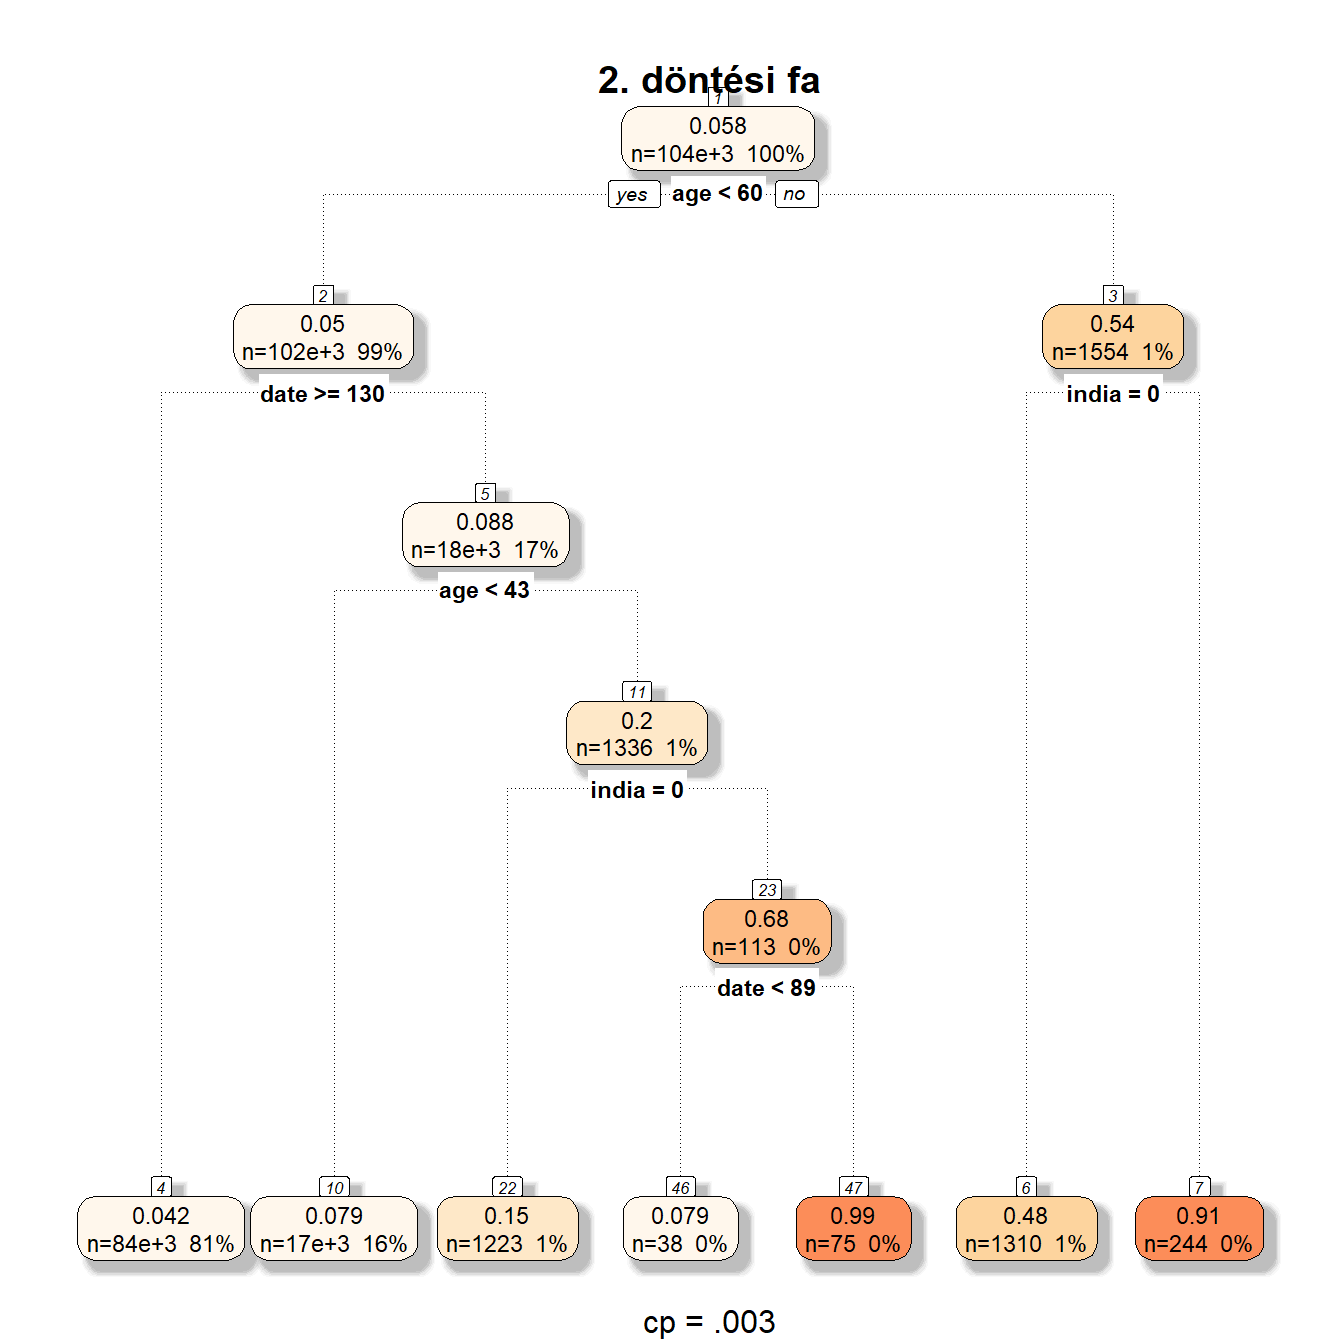 2. döntési fa
1
0.058
n=104e+3 100%
yes age < 60 no
2
0.05
n=102e+3 99%
date >= 130
3
0.54
n=1554 1%
india = 0
5
0.088
n=18e+3 17%
age < 43
11
0.2
n=1336 1%
india = 0
23
0.68
n=113 0%
date < 89
4
0.042
n=84e+3 81%
10
0.079
n=17e+3 16%
22
0.15
n=1223 1%
46
0.079
n=38 0%
47
0.99
n=75 0%
6
0.48
n=1310 1%
7
0.91
n=244 0%
cp = .003